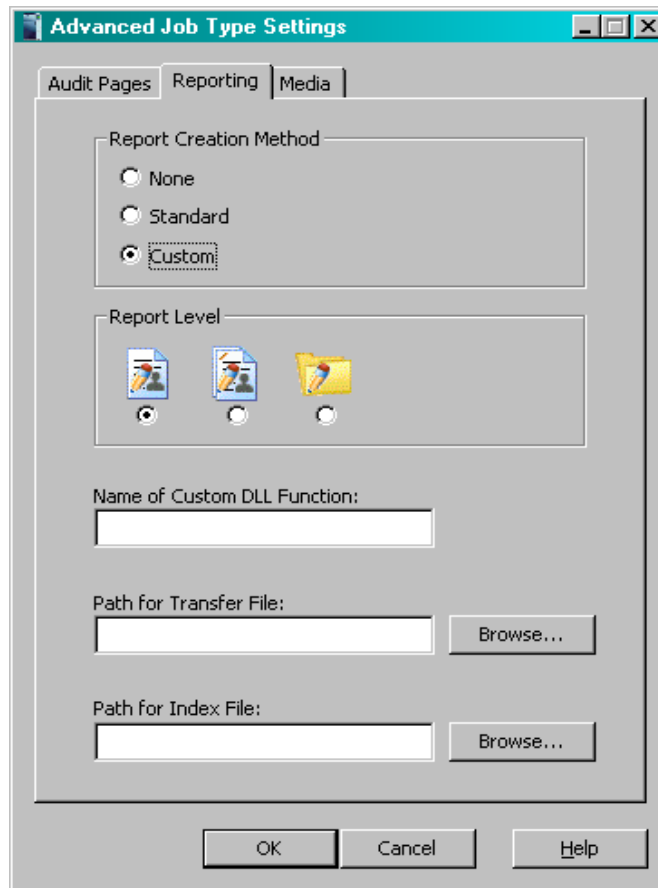 Advanced Job Type Settings
Audit Pages Reporting Media
Report Creation Method
None
Standard
Custom
Report Level
Name of Custom DLL Function:
Path for Transfer File:
Browse...
Path for Index File:
Browse...
OK Cancel Help